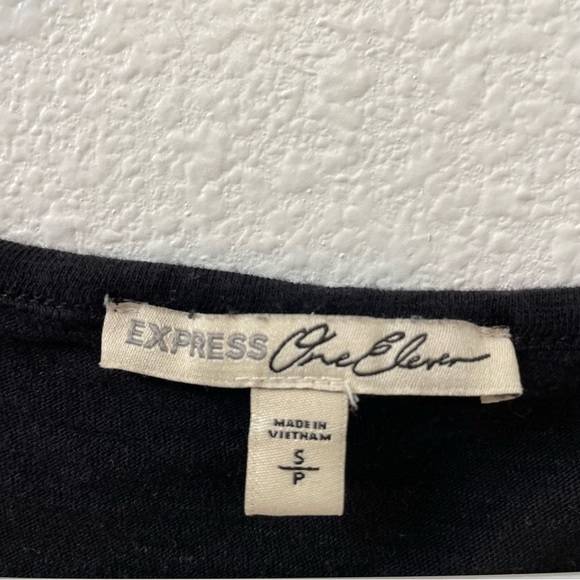 EXPRESS One Eleven
MADE IN
VIETNAM
S
P